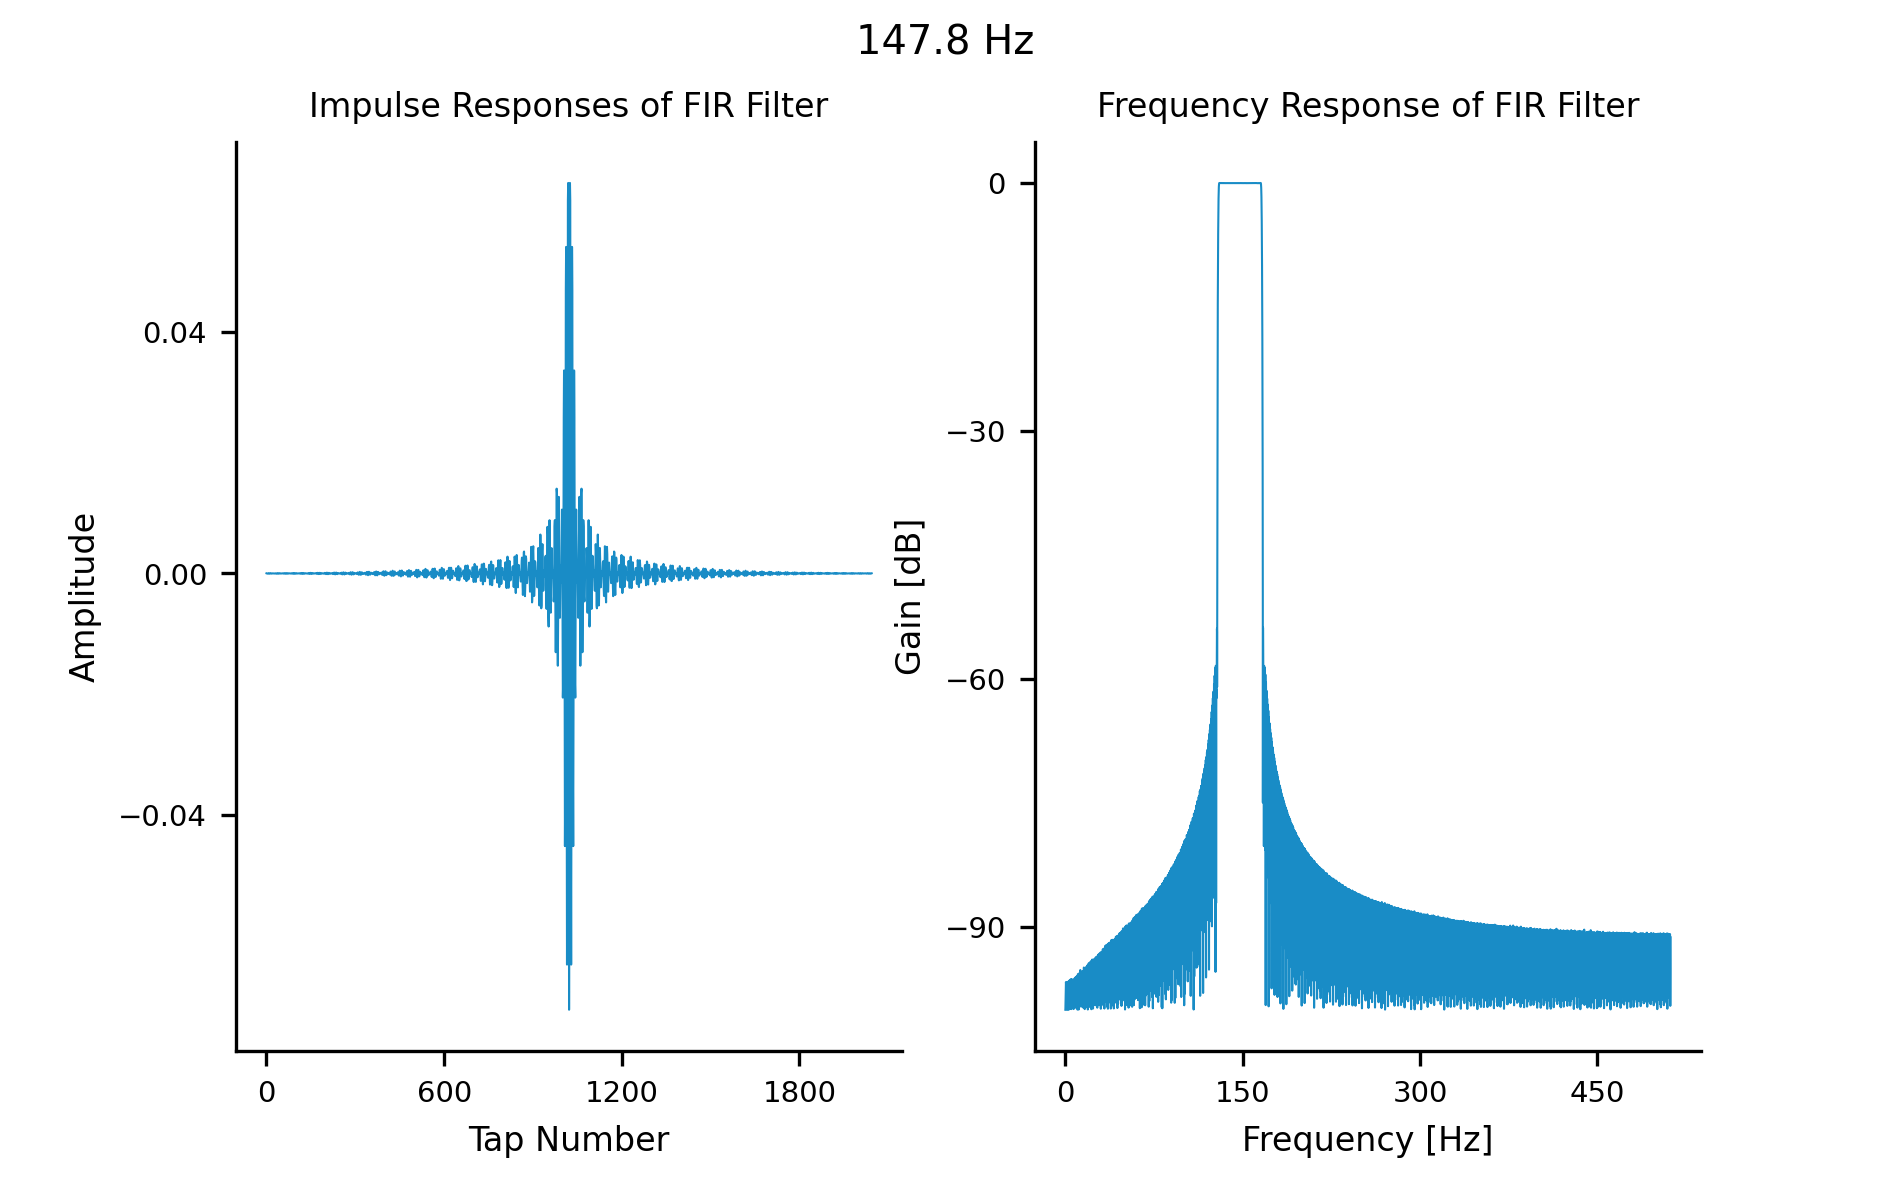 147.8 Hz
Impulse Responses of FIR Filter
Amplitude
0.04
0.00
−0.04
0 600 1200 1800
Tap Number
Frequency Response of FIR Filter
Gain [dB]
0
−30
−60
−90
0 150 300 450
Frequency [Hz]